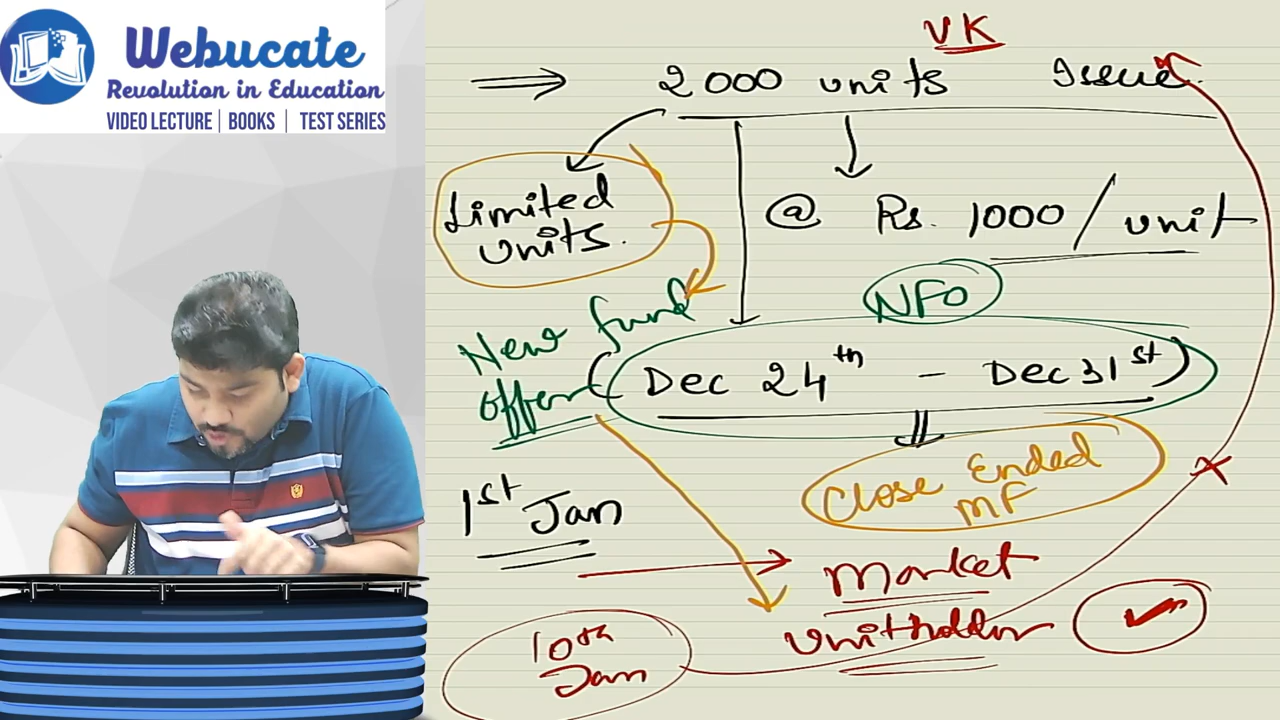 Webucate
Revolution in Education
VIDEO LECTURE | BOOKS | TEST SERIES
VK
2000 units Issue
Limited
units.
@ Rs. 1000 / unit
NFO
New fund
offer
(Dec 24th - Dec 31st)
Close Ended
MF
1st Jan
Market
unitholder
10th
Jan